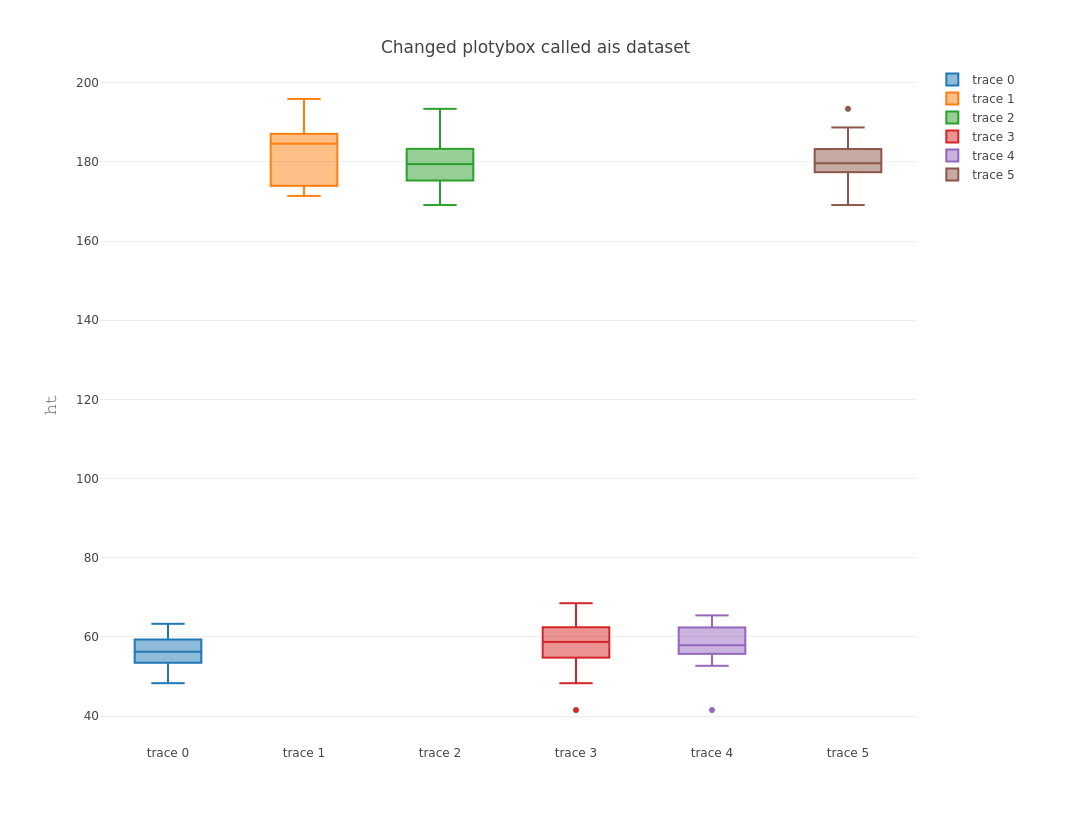 Changed plotybox called ais dataset
200
180
160
140
120
100
80
60
40
ht
trace 0
trace 1
trace 2
trace 3
trace 4
trace 5
trace 0
trace 1
trace 2
trace 3
trace 4
trace 5